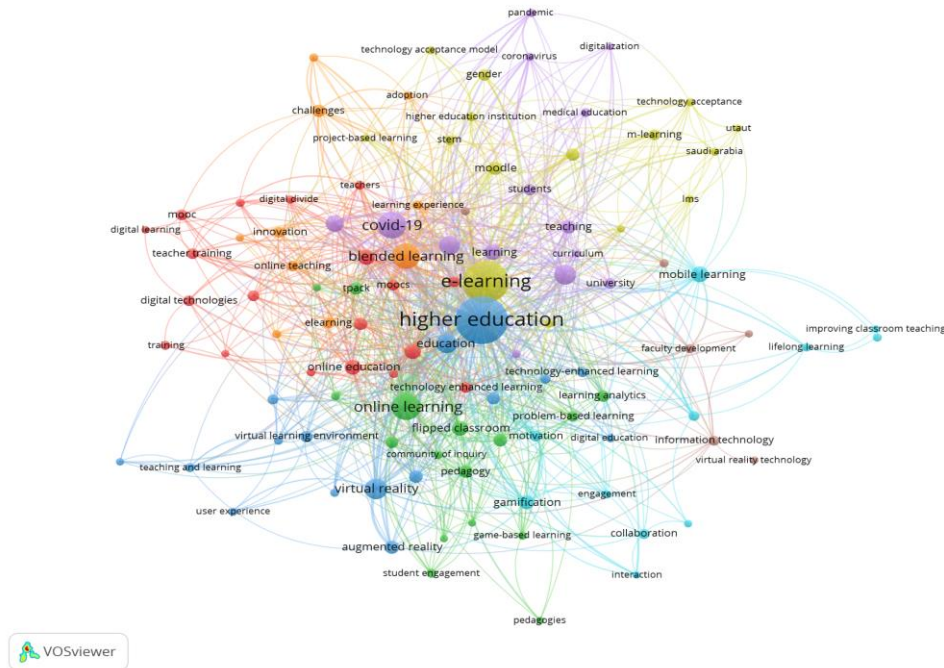 pandemic
technology acceptance model
coronavirus
digitalization
gender
adoption
challenges
higher education institution
medical education
technology acceptance
project-based learning
stem
m-learning
utaut
saudi arabia
moodle
teachers
students
digital divide
learning experience
lms
mooc
digital learning
innovation
covid-19
teaching
teacher training
blended learning
learning
curriculum
online teaching
mobile learning
tpack
moocs
e-learning
university
digital technologies
higher education
elearning
improving classroom teaching
training
education
faculty development
lifelong learning
online education
technology-enhanced learning
technology enhanced learning
learning analytics
online learning
problem-based learning
flipped classroom
virtual learning environment
motivation
digital education
information technology
community of inquiry
virtual reality technology
teaching and learning
pedagogy
virtual reality
engagement
gamification
user experience
collaboration
game-based learning
augmented reality
student engagement
interaction
pedagogies
VOSviewer